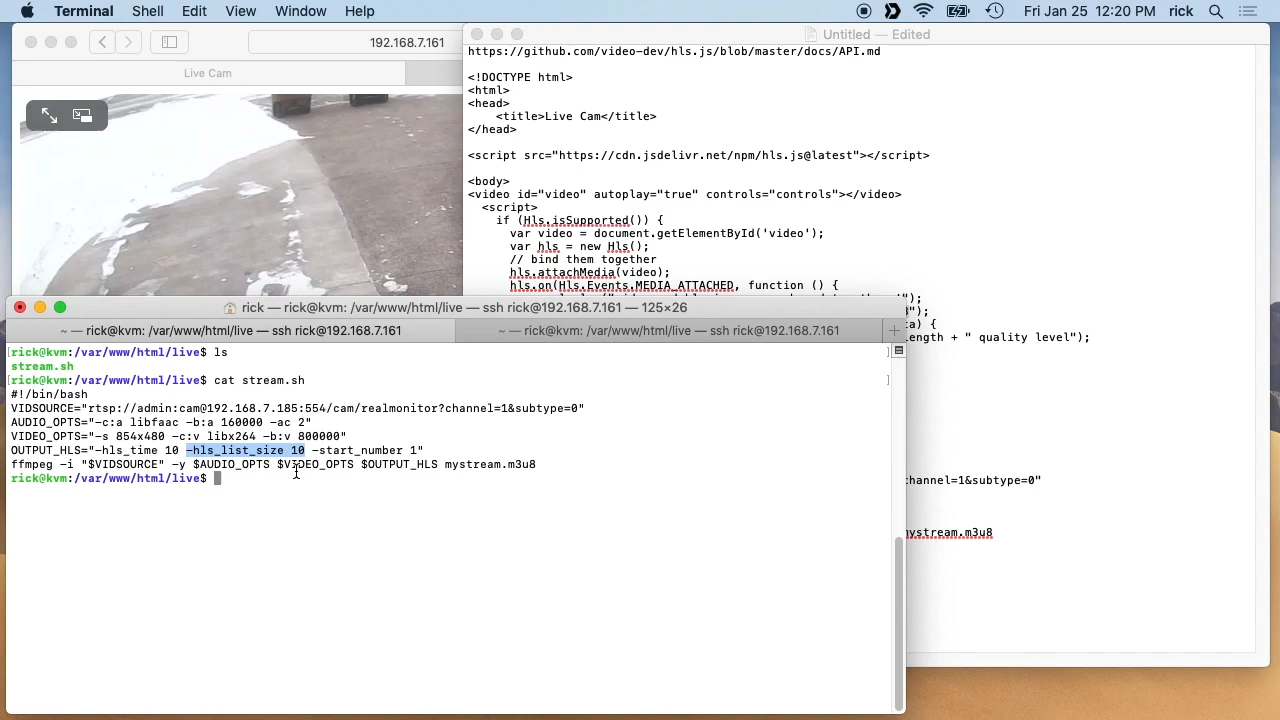 Terminal Shell Edit View Window Help Fri Jan 25 12:20 PM rick
192.168.7.161
Live Cam
Untitled — Edited
https://github.com/video-dev/hls.js/blob/master/docs/API.md
<!DOCTYPE html>
<html>
<head>
<title>Live Cam</title>
</head>
<script src="https://cdn.jsdelivr.net/npm/hls.js@latest"></script>
<body>
<video id="video" autoplay="true" controls="controls"></video>
<script>
if (Hls.isSupported()) {
var video = document.getElementById('video');
var hls = new Hls();
// bind them together
hls.attachMedia(video);
hls.on(Hls.Events.MEDIA_ATTACHED, function () {
");
ta) {
ength + " quality level");
channel=1&subtype=0"
mystream.m3u8
rick — rick@kvm: /var/www/html/live — ssh rick@192.168.7.161 — 125×26
~ — rick@kvm: /var/www/html/live — ssh rick@192.168.7.161
~ — rick@kvm: /var/www/html/live — ssh rick@192.168.7.161
[rick@kvm:/var/www/html/live$ ls ]
stream.sh
[rick@kvm:/var/www/html/live$ cat stream.sh ]
#!/bin/bash
VIDSOURCE="rtsp://admin:cam@192.168.7.185:554/cam/realmonitor?channel=1&subtype=0"
AUDIO_OPTS="-c:a libfaac -b:a 160000 -ac 2"
VIDEO_OPTS="-s 854x480 -c:v libx264 -b:v 800000"
OUTPUT_HLS="-hls_time 10 -hls_list_size 10 -start_number 1"
ffmpeg -i "$VIDSOURCE" -y $AUDIO_OPTS $VIDEO_OPTS $OUTPUT_HLS mystream.m3u8
rick@kvm:/var/www/html/live$